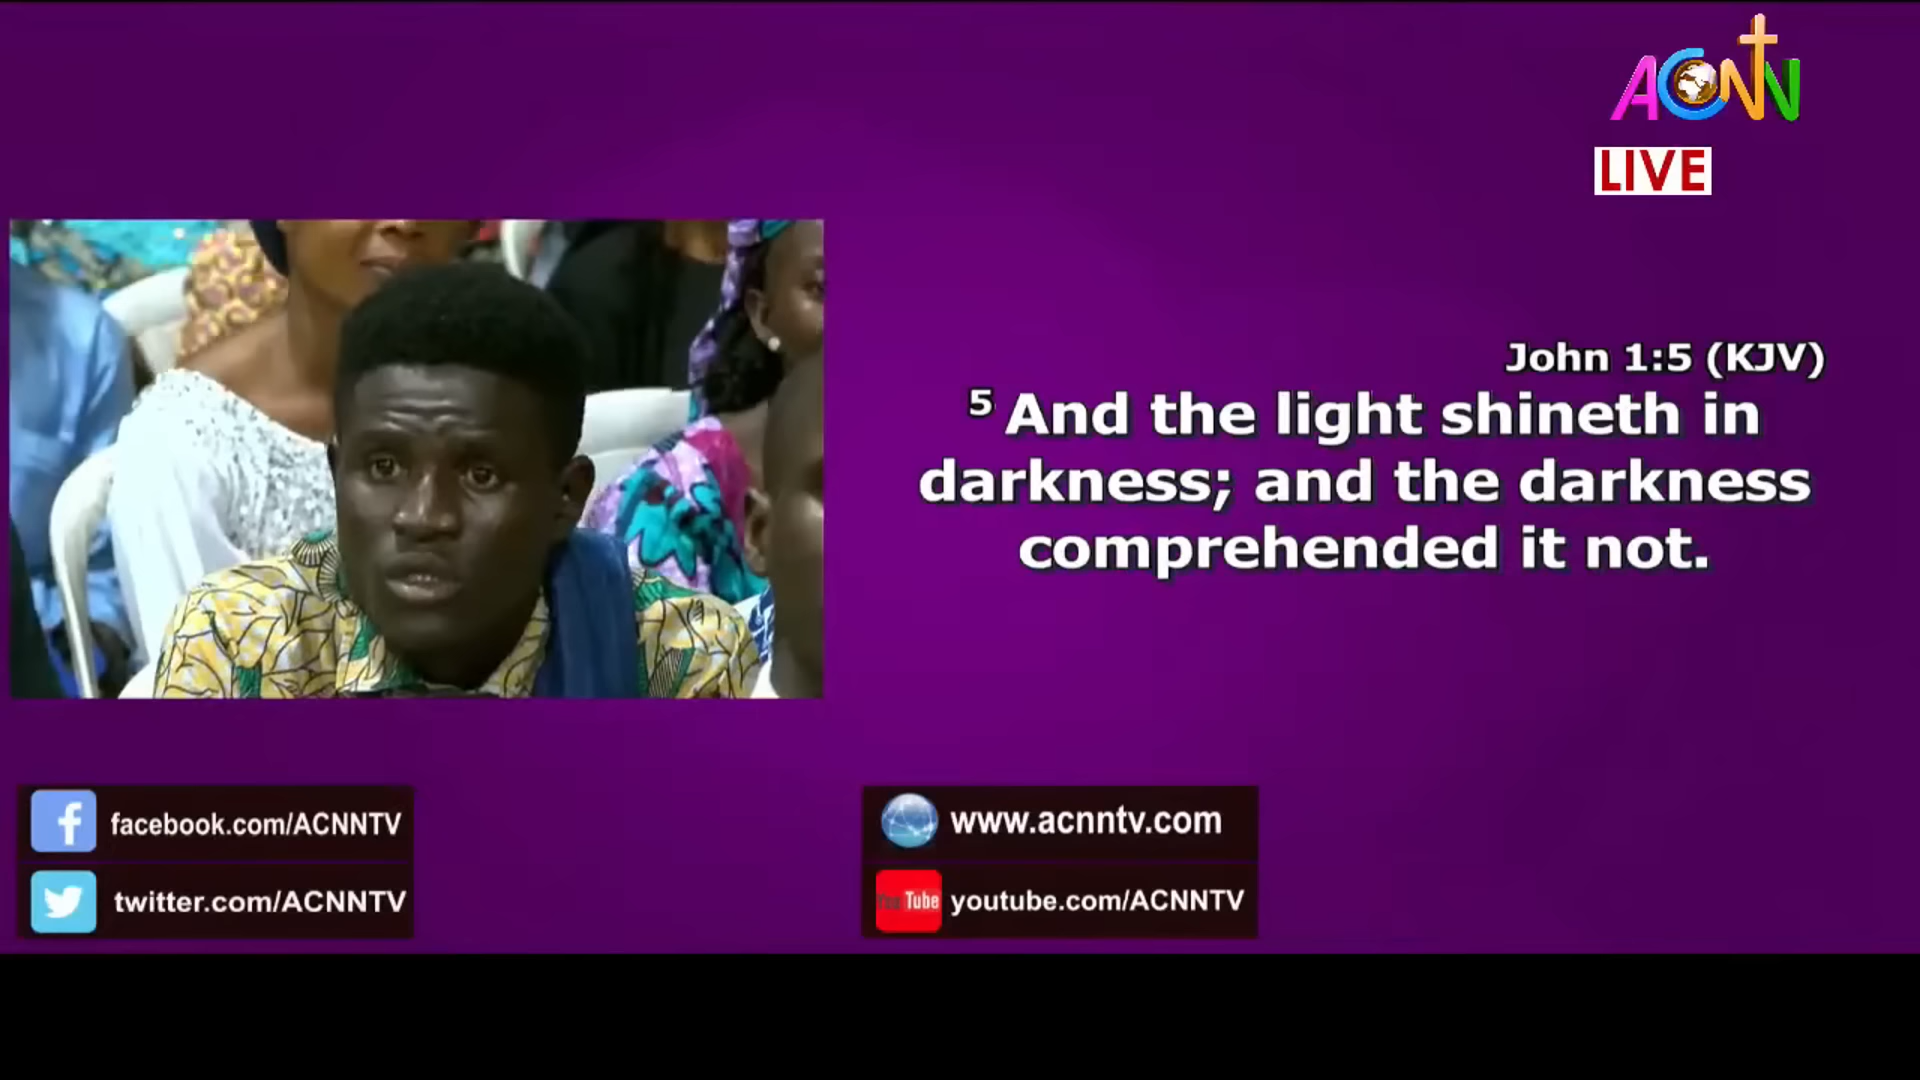 ACNN
LIVE
John 1:5 (KJV)
5 And the light shineth in
darkness; and the darkness
comprehended it not.
facebook.com/ACNNTV
twitter.com/ACNNTV
www.acnntv.com
You Tube youtube.com/ACNNTV